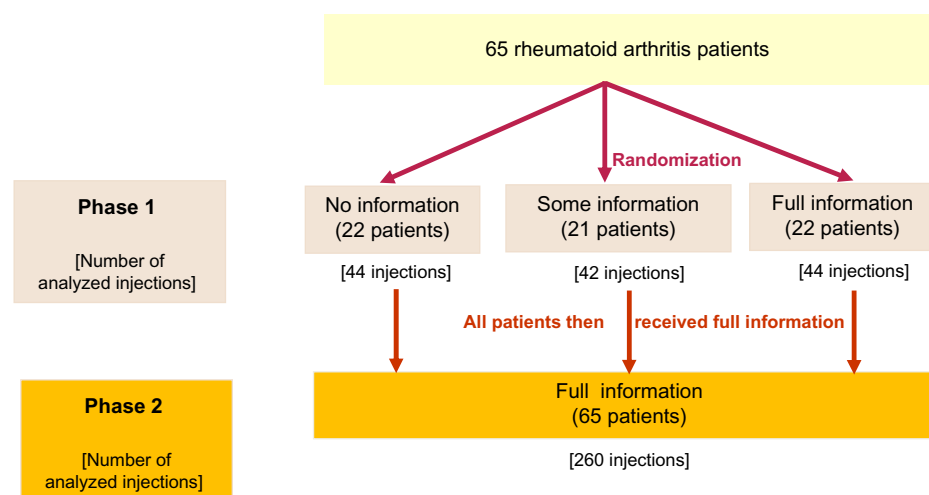 65 rheumatoid arthritis patients
Randomization
Phase 1
[Number of
analyzed injections]
No information
(22 patients)
[44 injections]
Some information
(21 patients)
[42 injections]
Full information
(22 patients)
[44 injections]
All patients then received full information
Phase 2
[Number of
analyzed injections]
Full information
(65 patients)
[260 injections]